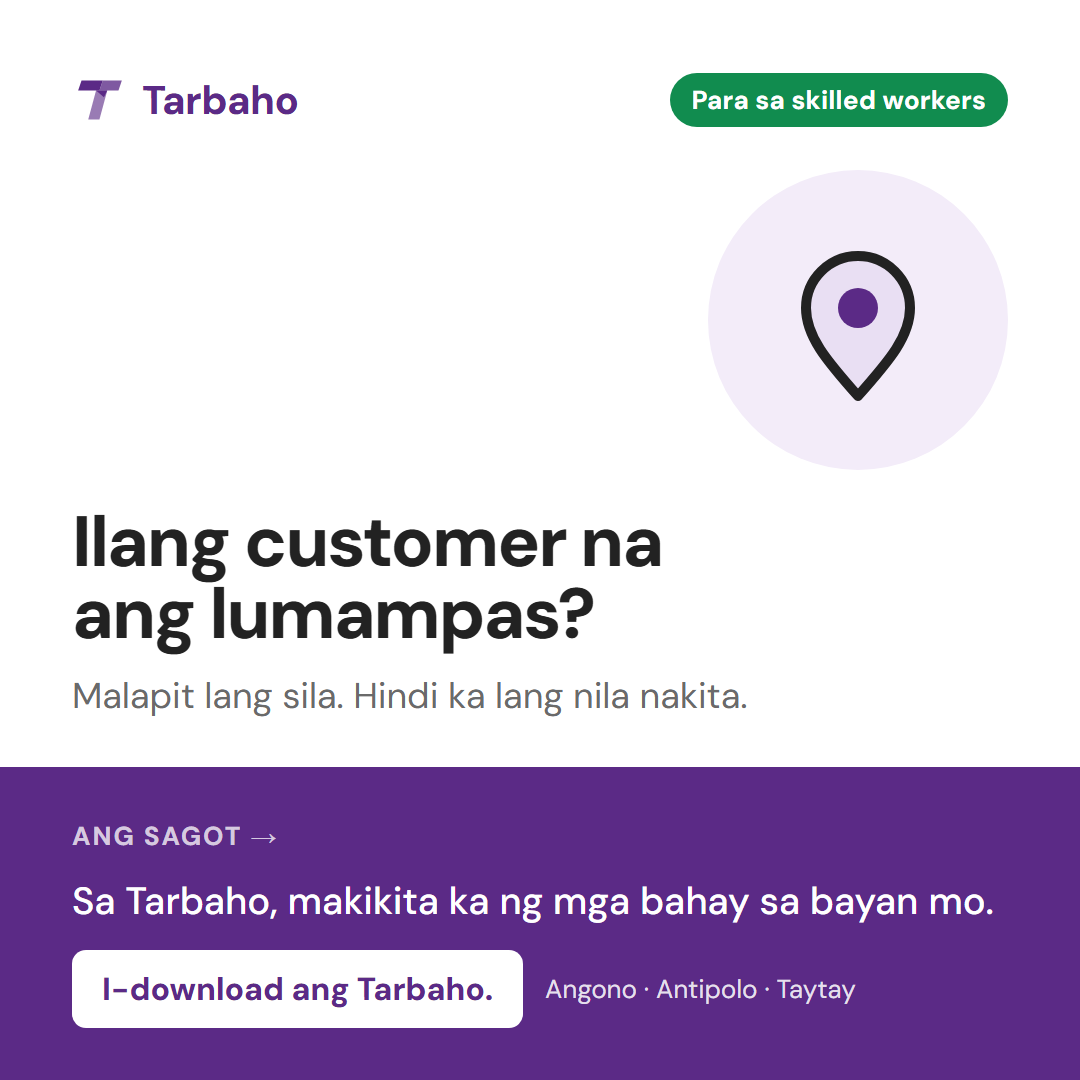 Tarbaho
Para sa skilled workers
Ilang customer na
ang lumampas?
Malapit lang sila. Hindi ka lang nila nakita.
ANG SAGOT →
Sa Tarbaho, makikita ka ng mga bahay sa bayan mo.
I-download ang Tarbaho.
Angono · Antipolo · Taytay